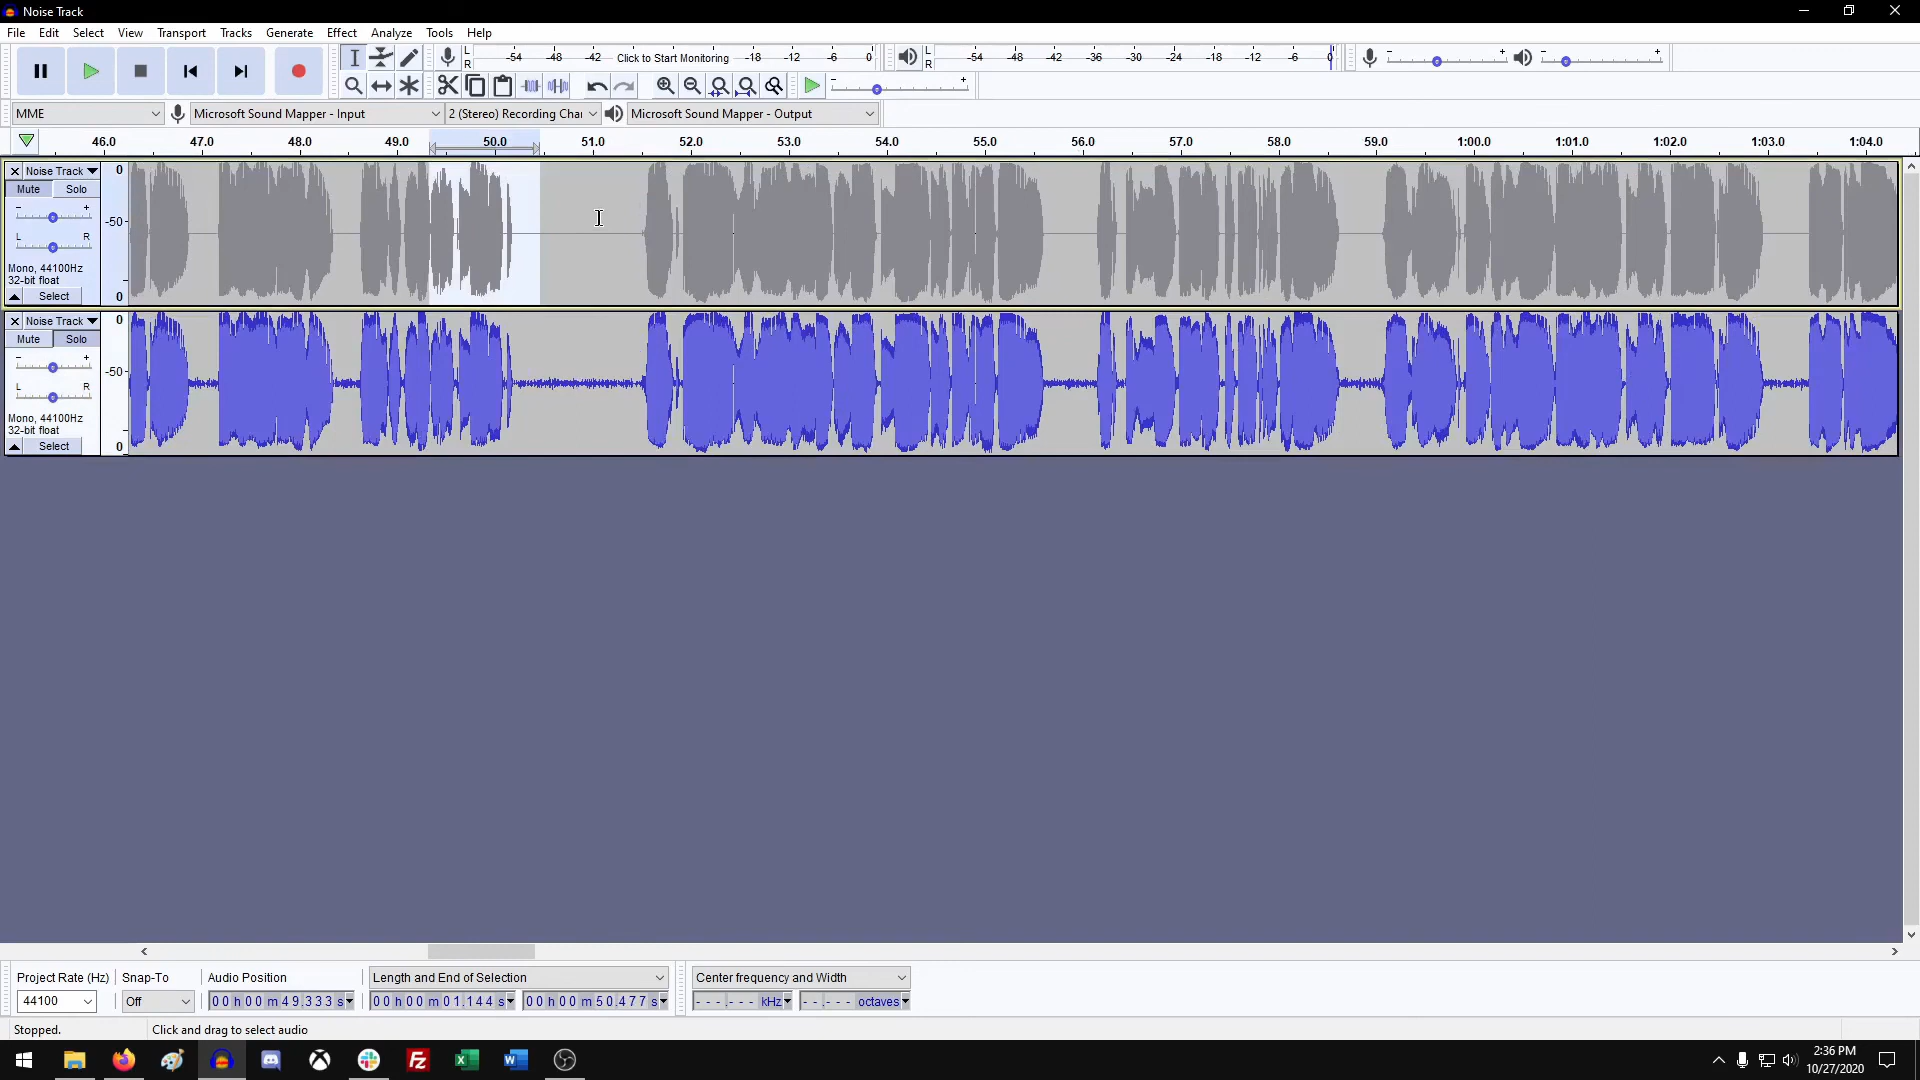 Noise Track
File Edit Select View Transport Tracks Generate Effect Analyze Tools Help
L R -54 -48 -42 Click to Start Monitoring -18 -12 -6 0
L R -54 -48 -42 -36 -30 -24 -18 -12 -6 0
- + - +
- +
MME Microsoft Sound Mapper - Input 2 (Stereo) Recording Chai Microsoft Sound Mapper - Output
46.0 47.0 48.0 49.0 50.0 51.0 52.0 53.0 54.0 55.0 56.0 57.0 58.0 59.0 1:00.0 1:01.0 1:02.0 1:03.0 1:04.0
Noise Track 0
Mute Solo
- + -50
L R
Mono, 44100Hz
32-bit float
Select 0
Noise Track 0
Mute Solo
- + -50
L R
Mono, 44100Hz
32-bit float
Select 0
Project Rate (Hz) Snap-To Audio Position Length and End of Selection Center frequency and Width
44100 Off 00 h 00 m 49.333 s 00 h 00 m 01.144 s 00 h 00 m 50.477 s ---.--- kHz --.--- octaves
Stopped. Click and drag to select audio
2:36 PM
10/27/2020